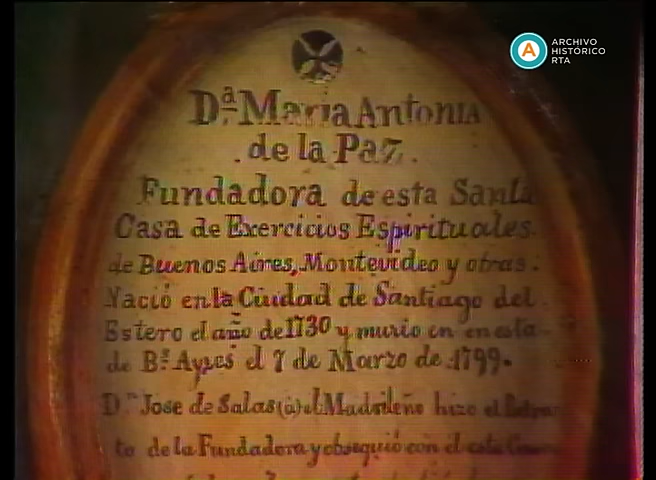 A
ARCHIVO
HISTORICO
RTA
Dª. Maria Antonia
. de la Paz .
Fundadora de esta Santa
Casa de Exercicios Espirituales.
de Buenos Aires, Montevideo y otras .
Nació en la Ciudad de Santiago del
Estero el año de 1730 y murio en en esta
de Bs. Ayres el 7 de Marzo de 1799.
Dn. Jose de Salas (a) el Madrileño hizo el Retra
to de la Fundadora y obsequió con el esta